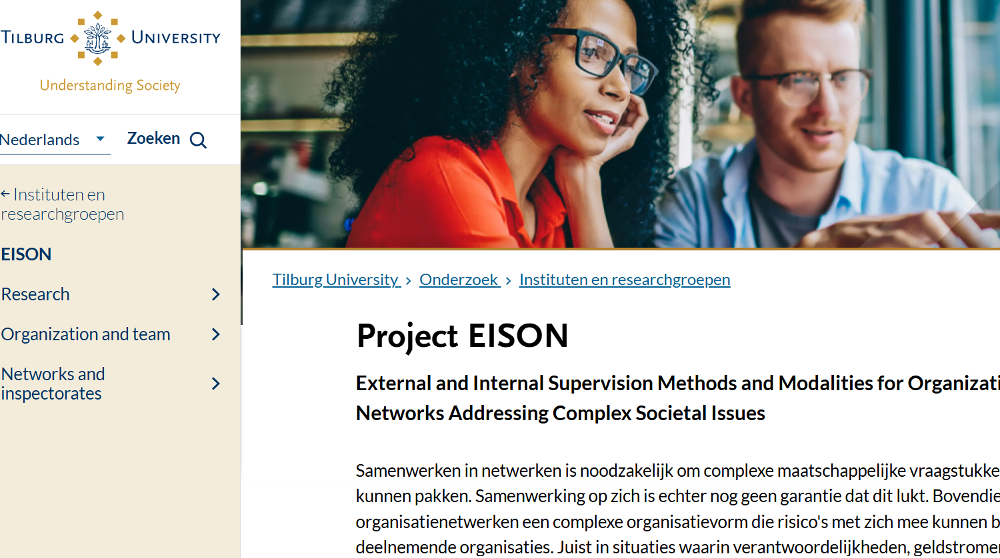 TILBURG UNIVERSITY
Understanding Society
Nederlands
Zoeken
Instituten en
researchgroepen
EISON
Research
Organization and team
Networks and
inspectorates
Tilburg University > Onderzoek > Instituten en researchgroepen
Project EISON
External and Internal Supervision Methods and Modalities for
Networks Addressing Complex Societal Issues
Samenwerken in netwerken is noodzakelijk om complexe maatschappelijke
kunnen pakken. Samenwerking op zich is echter nog geen garantie dat dit lukt.
organisatienetwerken een complexe organisatievorm die risico's met zich mee kunnen
deelnemende organisaties. Juist in situaties waarin verantwoordelijkheden,